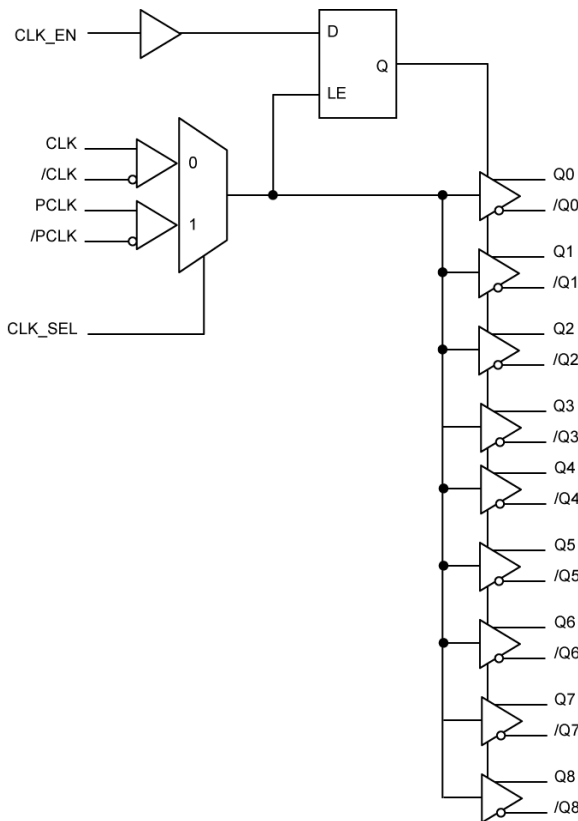 CLK_EN
D
Q
LE
CLK
/CLK
0
PCLK
/PCLK
1
CLK_SEL
Q0
/Q0
Q1
/Q1
Q2
/Q2
Q3
/Q3
Q4
/Q4
Q5
/Q5
Q6
/Q6
Q7
/Q7
Q8
/Q8